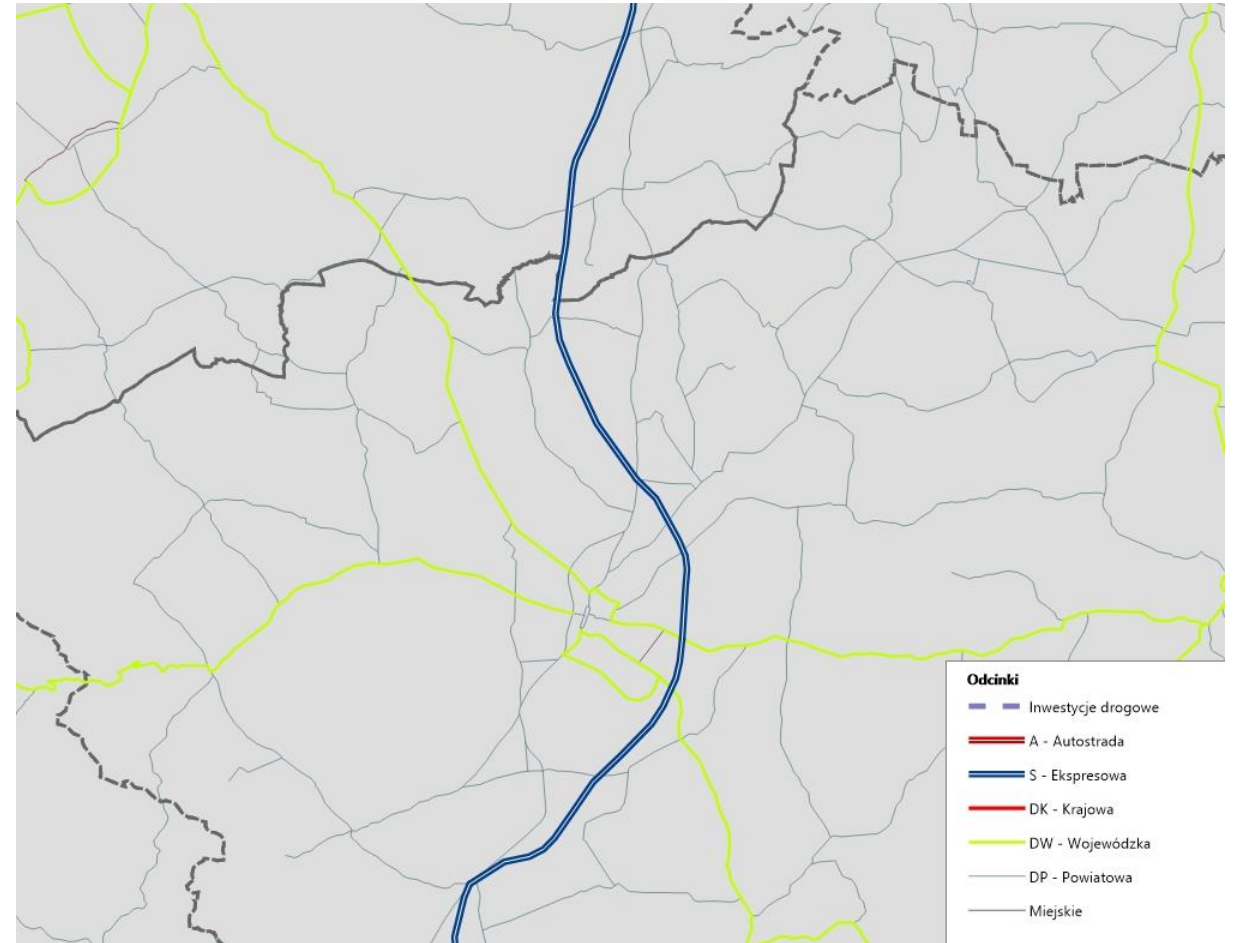 Odcinki
Inwestycje drogowe
A - Autostrada
S - Ekspresowa
DK - Krajowa
DW - Wojewódzka
DP - Powiatowa
Miejskie